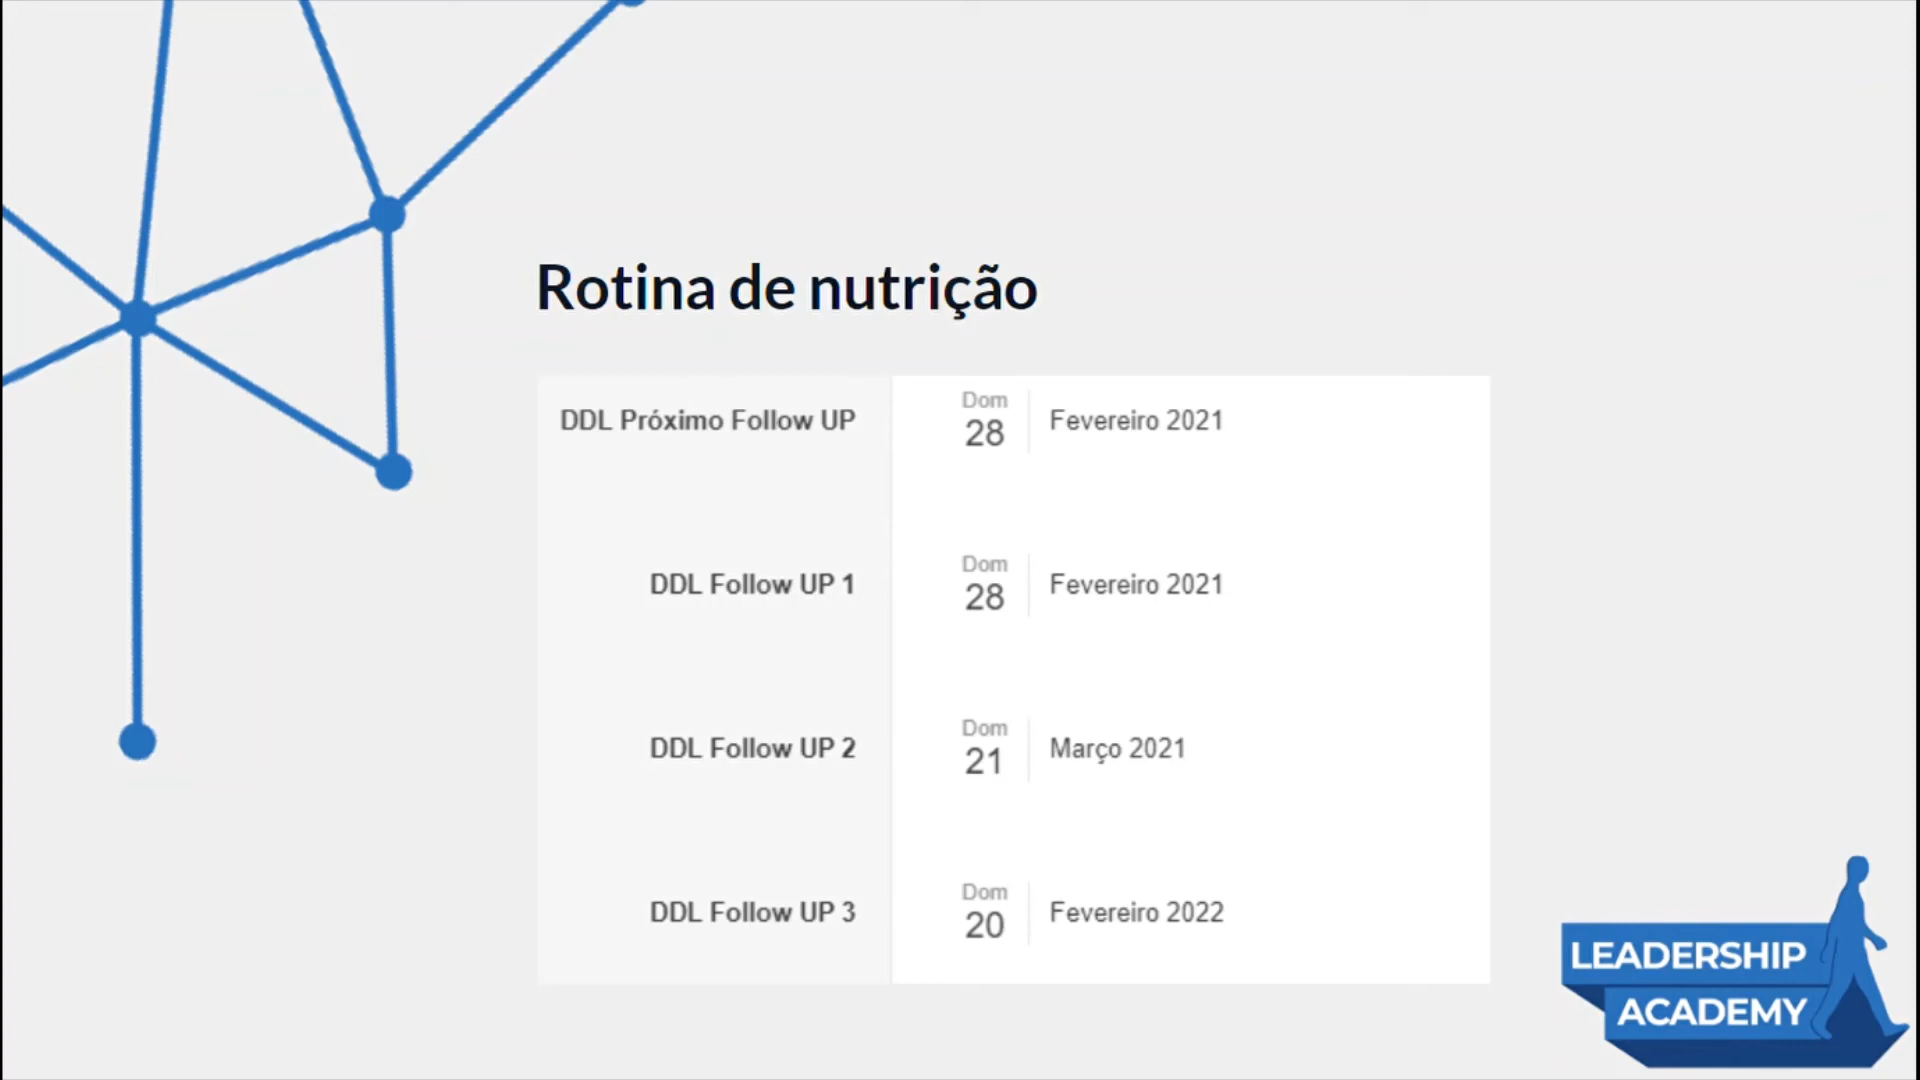 Rotina de nutrição
DDL Próximo Follow UP
Dom
28
Fevereiro 2021
DDL Follow UP 1
Dom
28
Fevereiro 2021
DDL Follow UP 2
Dom
21
Março 2021
DDL Follow UP 3
Dom
20
Fevereiro 2022
LEADERSHIP
ACADEMY